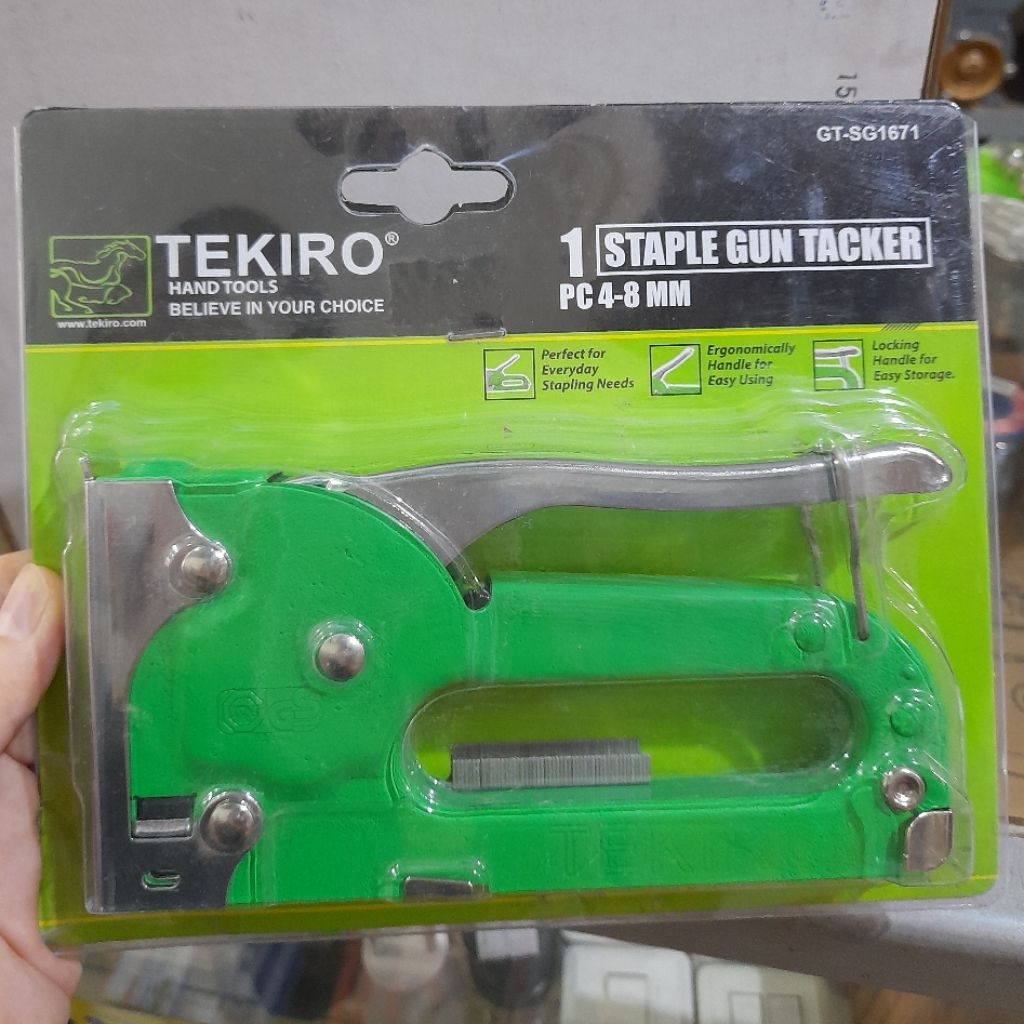 15
GT-SG1671
TEKIRO®
HAND TOOLS
BELIEVE IN YOUR CHOICE
www.tekiro.com
1 STAPLE GUN TACKER
PC 4-8 MM
Perfect for
Everyday
Stapling Needs
Ergonomically
Handle for
Easy Using
Locking
Handle for
Easy Storage.